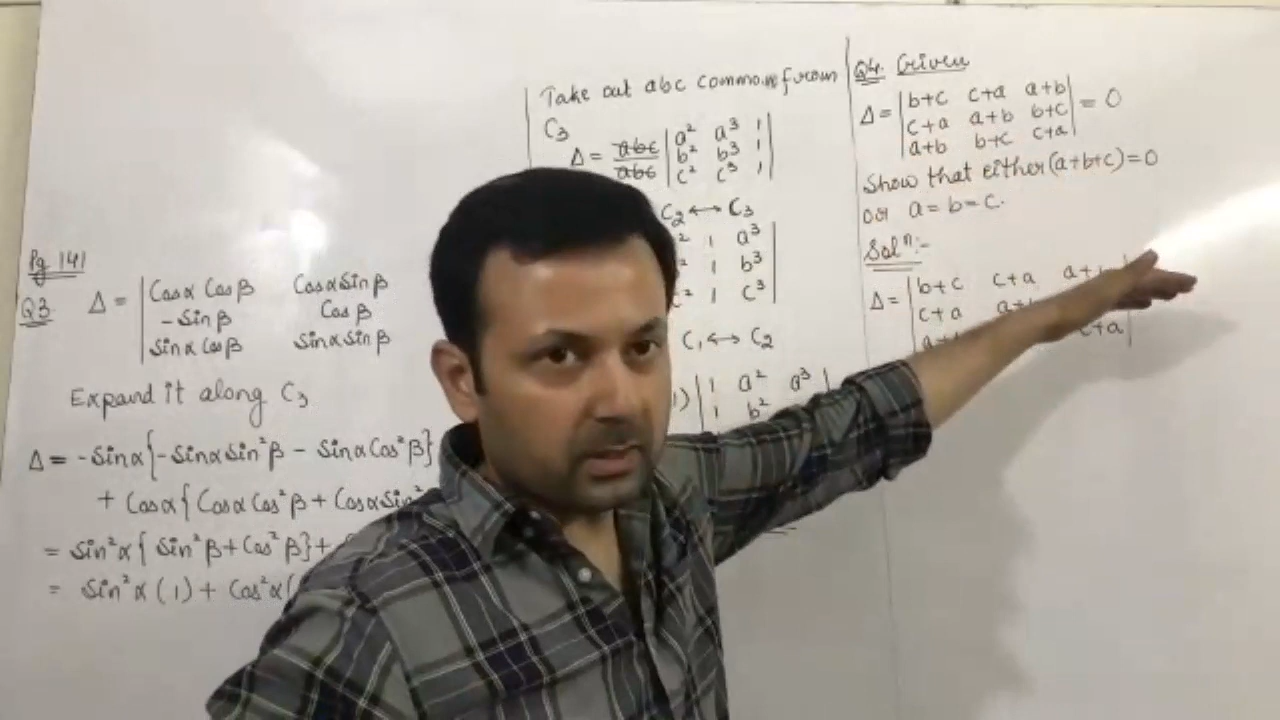 Pg 141
Q3 Δ = | Cosα Cosβ Cosα Sinβ
-Sinβ Cosβ
Sinα Cosβ Sinα Sinβ
Expand it along C₃
Δ = -Sinα{-Sinα Sin²β - Sinα Cos²β}
+ Cosα{Cosα Cos²β + Cosα Sin²
= Sin²α{Sin²β + Cos²β} +
= Sin²α (1) + Cos²α(
Take out abc common from
C₃
Δ = abc/abc | a² a³ 1 |
b² b³ 1
c² c³ 1
C₂ ↔ C₃
² 1 a³ |
1 b³
² 1 c³
C₁ ↔ C₂
) | 1 a² a³ |
1 b²
Q4. Given
Δ = | b+c c+a a+b | = 0
c+a a+b b+c
a+b b+c c+a
Show that either (a+b+c) = 0
or a = b = c.
Solⁿ:-
Δ = | b+c c+a a+
c+a
c+a |